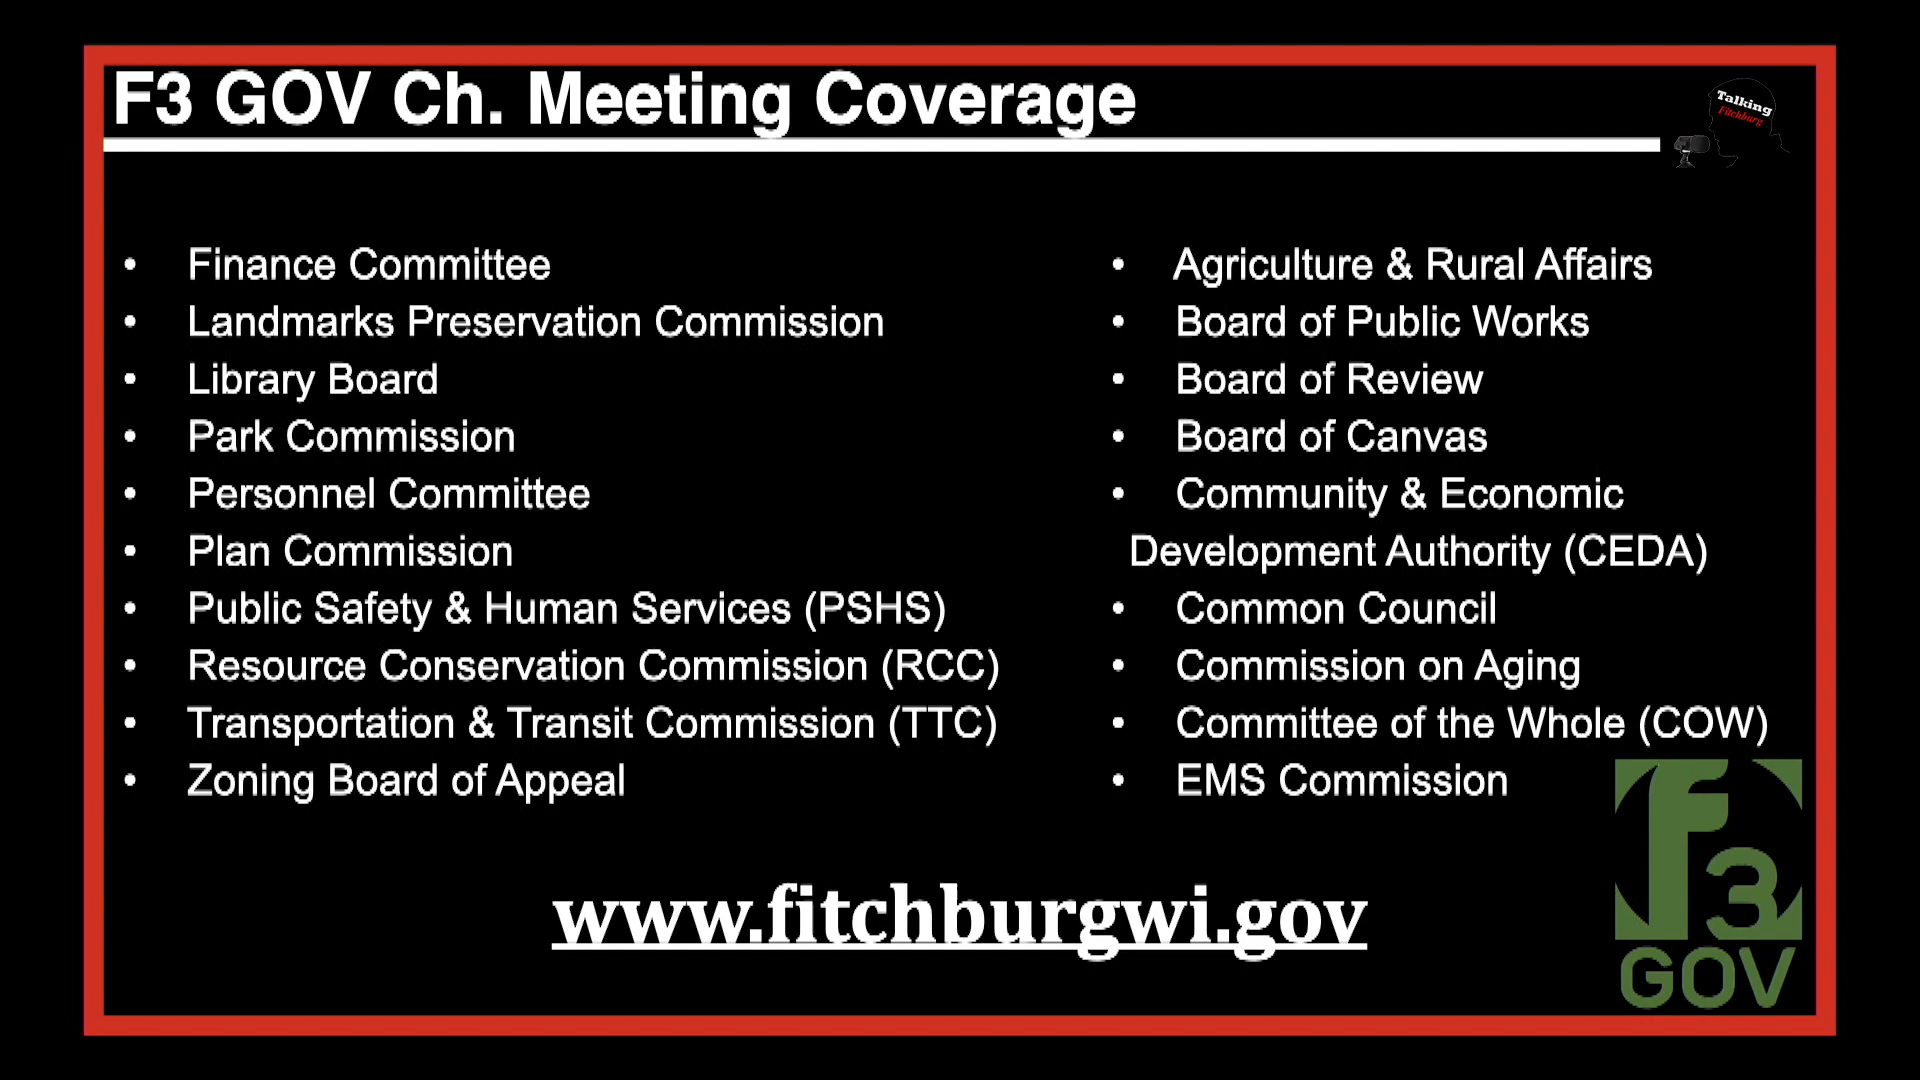 F3 GOV Ch. Meeting Coverage
Talking
Fitchburg
• Finance Committee
• Landmarks Preservation Commission
• Library Board
• Park Commission
• Personnel Committee
• Plan Commission
• Public Safety & Human Services (PSHS)
• Resource Conservation Commission (RCC)
• Transportation & Transit Commission (TTC)
• Zoning Board of Appeal
• Agriculture & Rural Affairs
• Board of Public Works
• Board of Review
• Board of Canvas
• Community & Economic
Development Authority (CEDA)
• Common Council
• Commission on Aging
• Committee of the Whole (COW)
• EMS Commission
www.fitchburgwi.gov
f3
GOV